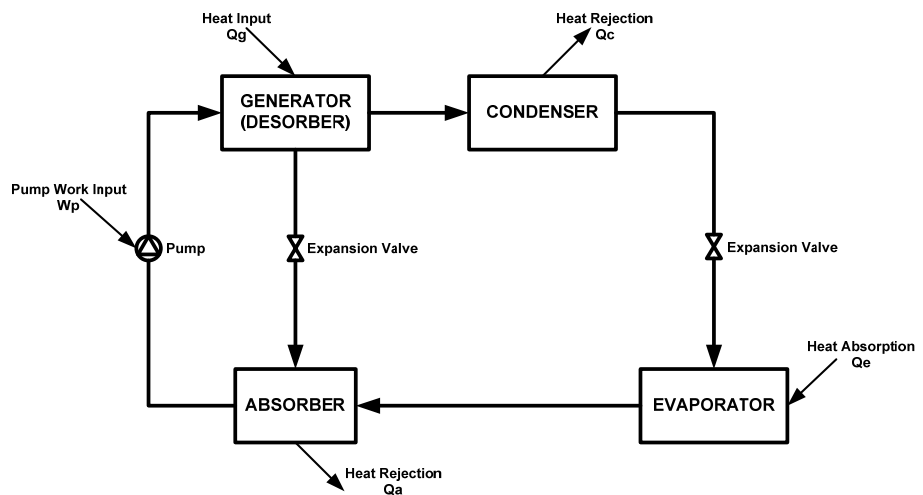 Heat Input
Qg
Heat Rejection
Qc
GENERATOR
(DESORBER)
CONDENSER
Pump Work Input
Wp
Pump
Expansion Valve
Expansion Valve
Heat Absorption
Qe
ABSORBER
EVAPORATOR
Heat Rejection
Qa